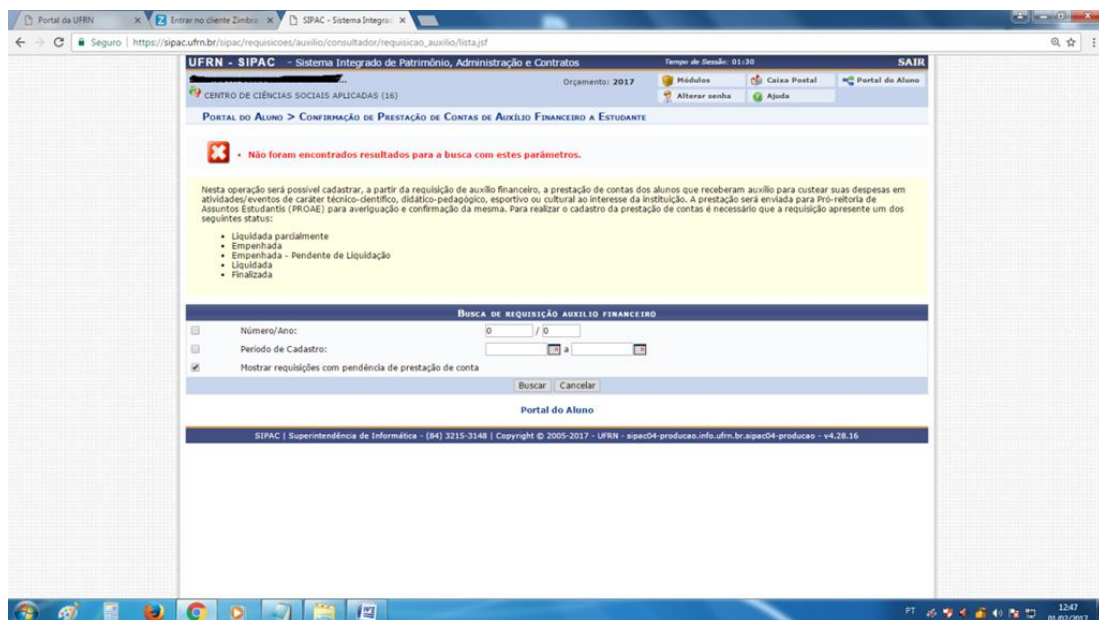 Portal da UFRN
Entrar no cliente Zimbra
SIPAC - Sistema Integra
Seguro | https://sipac.ufrn.br/sipac/requisicoes/auxilio/consultador/requisicao_auxilio/lista.jsf
UFRN - SIPAC - Sistema Integrado de Patrimônio, Administração e Contratos
Tempo de Sessão: 01:30
SAIR
Orçamento: 2017
Módulos
Caixa Postal
Portal do Aluno
CENTRO DE CIÊNCIAS SOCIAIS APLICADAS (16)
Alterar senha
Ajuda
PORTAL DO ALUNO > CONFIRMAÇÃO DE PRESTAÇÃO DE CONTAS DE AUXÍLIO FINANCEIRO A ESTUDANTE
• Não foram encontrados resultados para a busca com estes parâmetros.
Nesta operação será possível cadastrar, a partir da requisição de auxílio financeiro, a prestação de contas dos alunos que receberam auxílio para custear suas despesas em
atividades/eventos de caráter técnico-científico, didático-pedagógico, esportivo ou cultural ao interesse da instituição. A prestação será enviada para Pró-reitoria de
Assuntos Estudantis (PROAE) para averiguação e confirmação da mesma. Para realizar o cadastro da prestação de contas é necessário que a requisição apresente um dos
seguintes status:
• Liquidada parcialmente
• Empenhada
• Empenhada - Pendente de Liquidação
• Liquidada
• Finalizada
BUSCA DE REQUISIÇÃO AUXILIO FINANCEIRO
Número/Ano: 0 / 0
Período de Cadastro: a
Mostrar requisições com pendência de prestação de conta
Buscar Cancelar
Portal do Aluno
SIPAC | Superintendência de Informática - (84) 3215-3148 | Copyright © 2005-2017 - UFRN - sipac04-producao.info.ufrn.br.sipac04-producao - v4.28.16
PT
12:47
01/02/2017